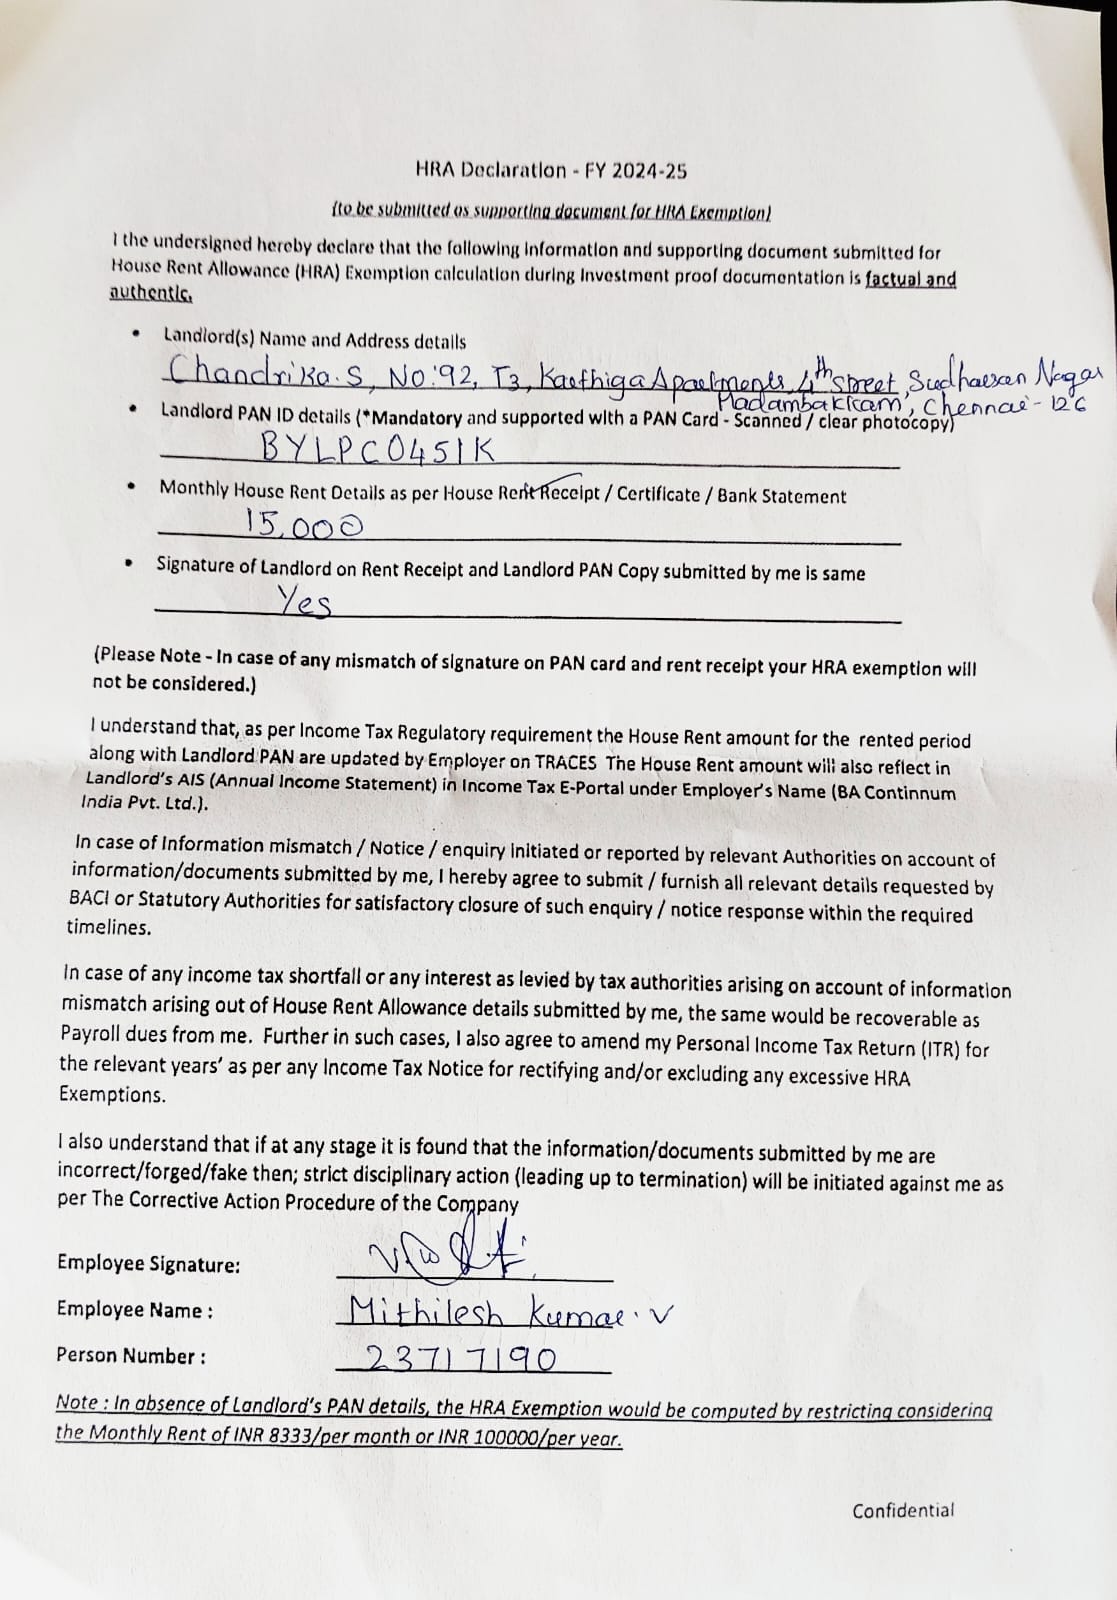 HRA Declaration - FY 2024-25
(to be submitted as supporting document for HRA Exemption)
I the undersigned hereby declare that the following information and supporting document submitted for
House Rent Allowance (HRA) Exemption calculation during Investment proof documentation is factual and
authentic.
• Landlord(s) Name and Address details
Chandrika. S, No: 92, T3, Karthiga Apartments, 4th street, Sudharsan Nagar
Madambakkam, Chennai - 126
• Landlord PAN ID details (*Mandatory and supported with a PAN Card - Scanned / clear photocopy)
BYLPC0451K
• Monthly House Rent Details as per House Rent Receipt / Certificate / Bank Statement
15,000
• Signature of Landlord on Rent Receipt and Landlord PAN Copy submitted by me is same
Yes
(Please Note - In case of any mismatch of signature on PAN card and rent receipt your HRA exemption will
not be considered.)
I understand that, as per Income Tax Regulatory requirement the House Rent amount for the rented period
along with Landlord PAN are updated by Employer on TRACES The House Rent amount will also reflect in
Landlord's AIS (Annual Income Statement) in Income Tax E-Portal under Employer's Name (BA Continnum
India Pvt. Ltd.).
In case of Information mismatch / Notice / enquiry initiated or reported by relevant Authorities on account of
information/documents submitted by me, I hereby agree to submit / furnish all relevant details requested by
BACI or Statutory Authorities for satisfactory closure of such enquiry / notice response within the required
timelines.
In case of any income tax shortfall or any interest as levied by tax authorities arising on account of information
mismatch arising out of House Rent Allowance details submitted by me, the same would be recoverable as
Payroll dues from me. Further in such cases, I also agree to amend my Personal Income Tax Return (ITR) for
the relevant years' as per any Income Tax Notice for rectifying and/or excluding any excessive HRA
Exemptions.
I also understand that if at any stage it is found that the information/documents submitted by me are
incorrect/forged/fake then; strict disciplinary action (leading up to termination) will be initiated against me as
per The Corrective Action Procedure of the Company
Employee Signature:
Employee Name : Mithilesh Kumar. V
Person Number : 23717190
Note : In absence of Landlord's PAN details, the HRA Exemption would be computed by restricting considering
the Monthly Rent of INR 8333/per month or INR 100000/per year.
Confidential